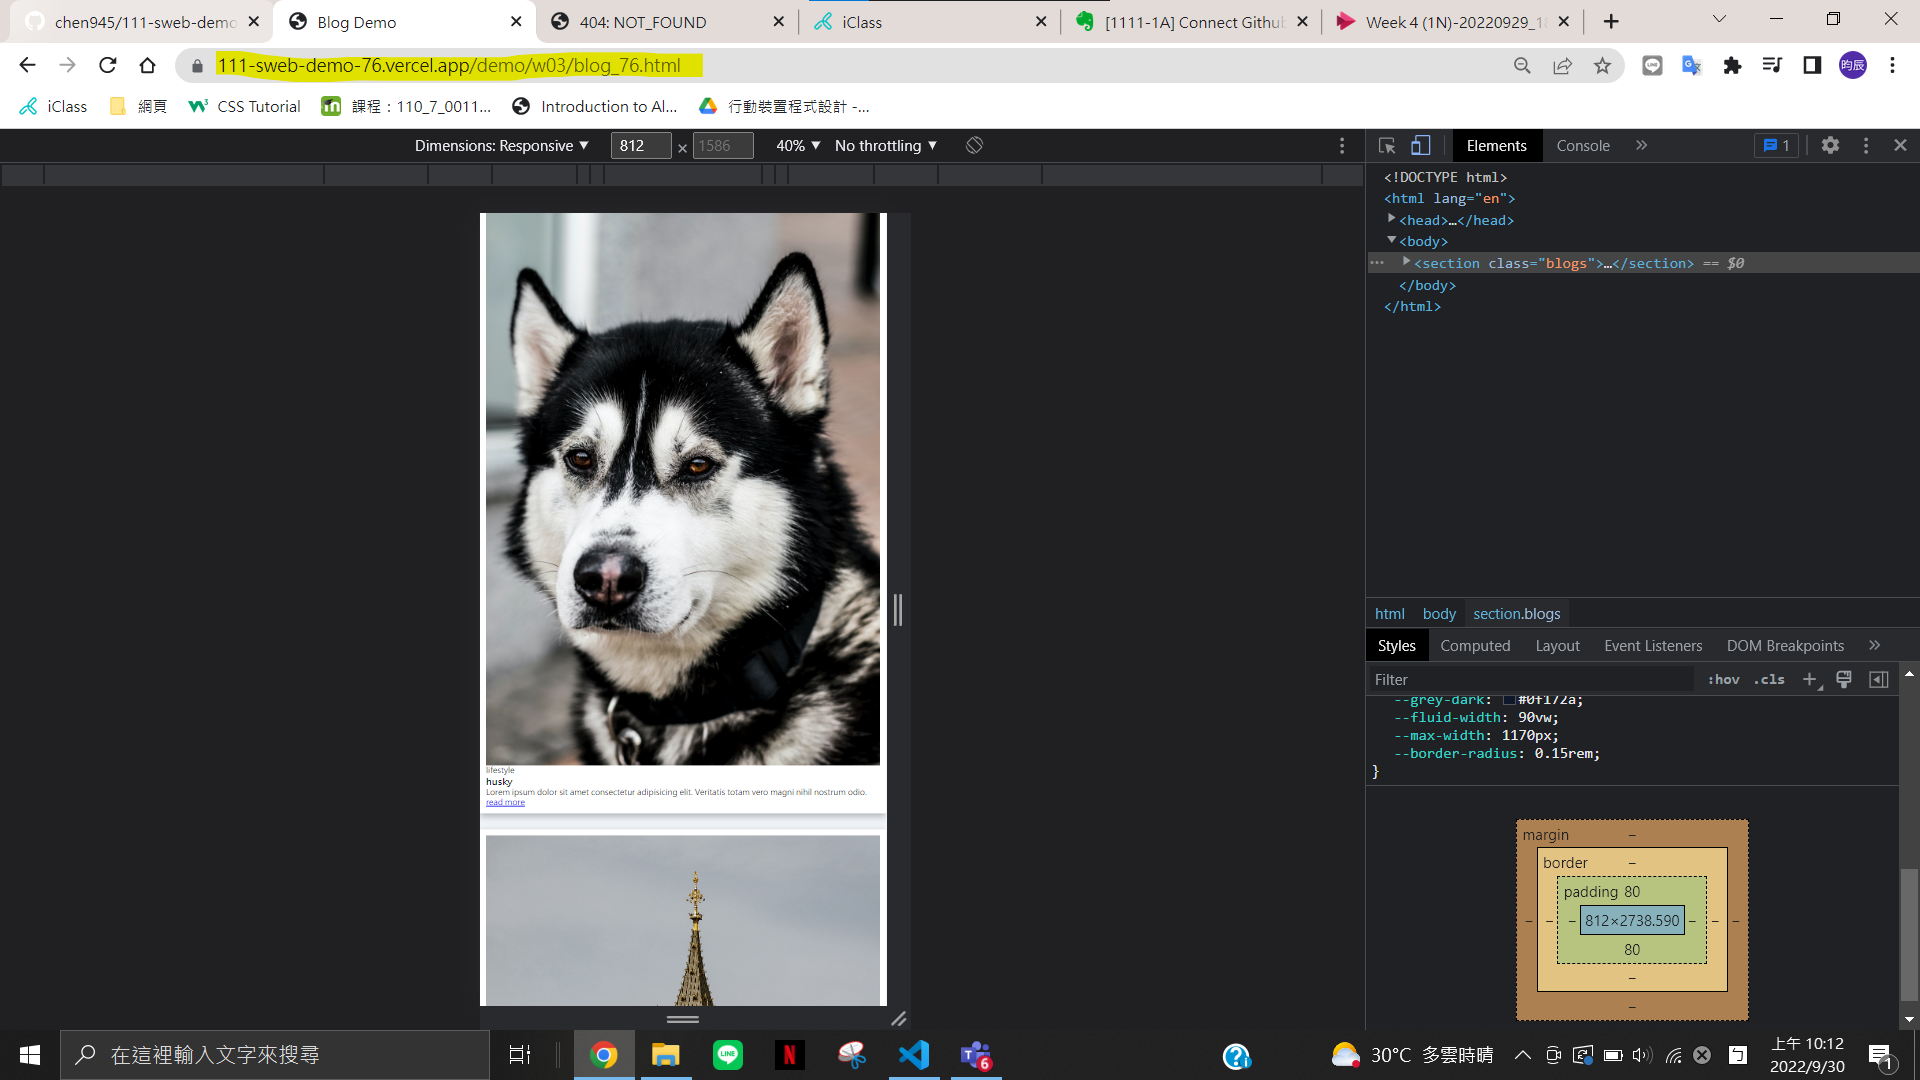 chen945/111-sweb-demo
Blog Demo
404: NOT_FOUND
iClass
[1111-1A] Connect Github
Week 4 (1N)-20220929_1
111-sweb-demo-76.vercel.app/demo/w03/blog_76.html
昀辰
iClass
網頁
CSS Tutorial
課程：110_7_0011...
Introduction to Al...
行動裝置程式設計 -...
Dimensions: Responsive
812 × 1586
40%
No throttling
Elements
Console
1
<!DOCTYPE html>
<html lang="en">
<head>…</head>
<body>
<section class="blogs">…</section> == $0
</body>
</html>
lifestyle
husky
Lorem ipsum dolor sit amet consectetur adipisicing elit. Veritatis totam vero magni nihil nostrum odio.
read more
html body section.blogs
Styles
Computed
Layout
Event Listeners
DOM Breakpoints
Filter
:hov .cls
--grey-dark: #0f172a;
--fluid-width: 90vw;
--max-width: 1170px;
--border-radius: 0.15rem;
}
margin –
border –
padding 80
– – – 812×2738.590 – – –
80
–
–
在這裡輸入文字來搜尋
LINE
N
6
30°C 多雲時晴
上午 10:12
2022/9/30
1